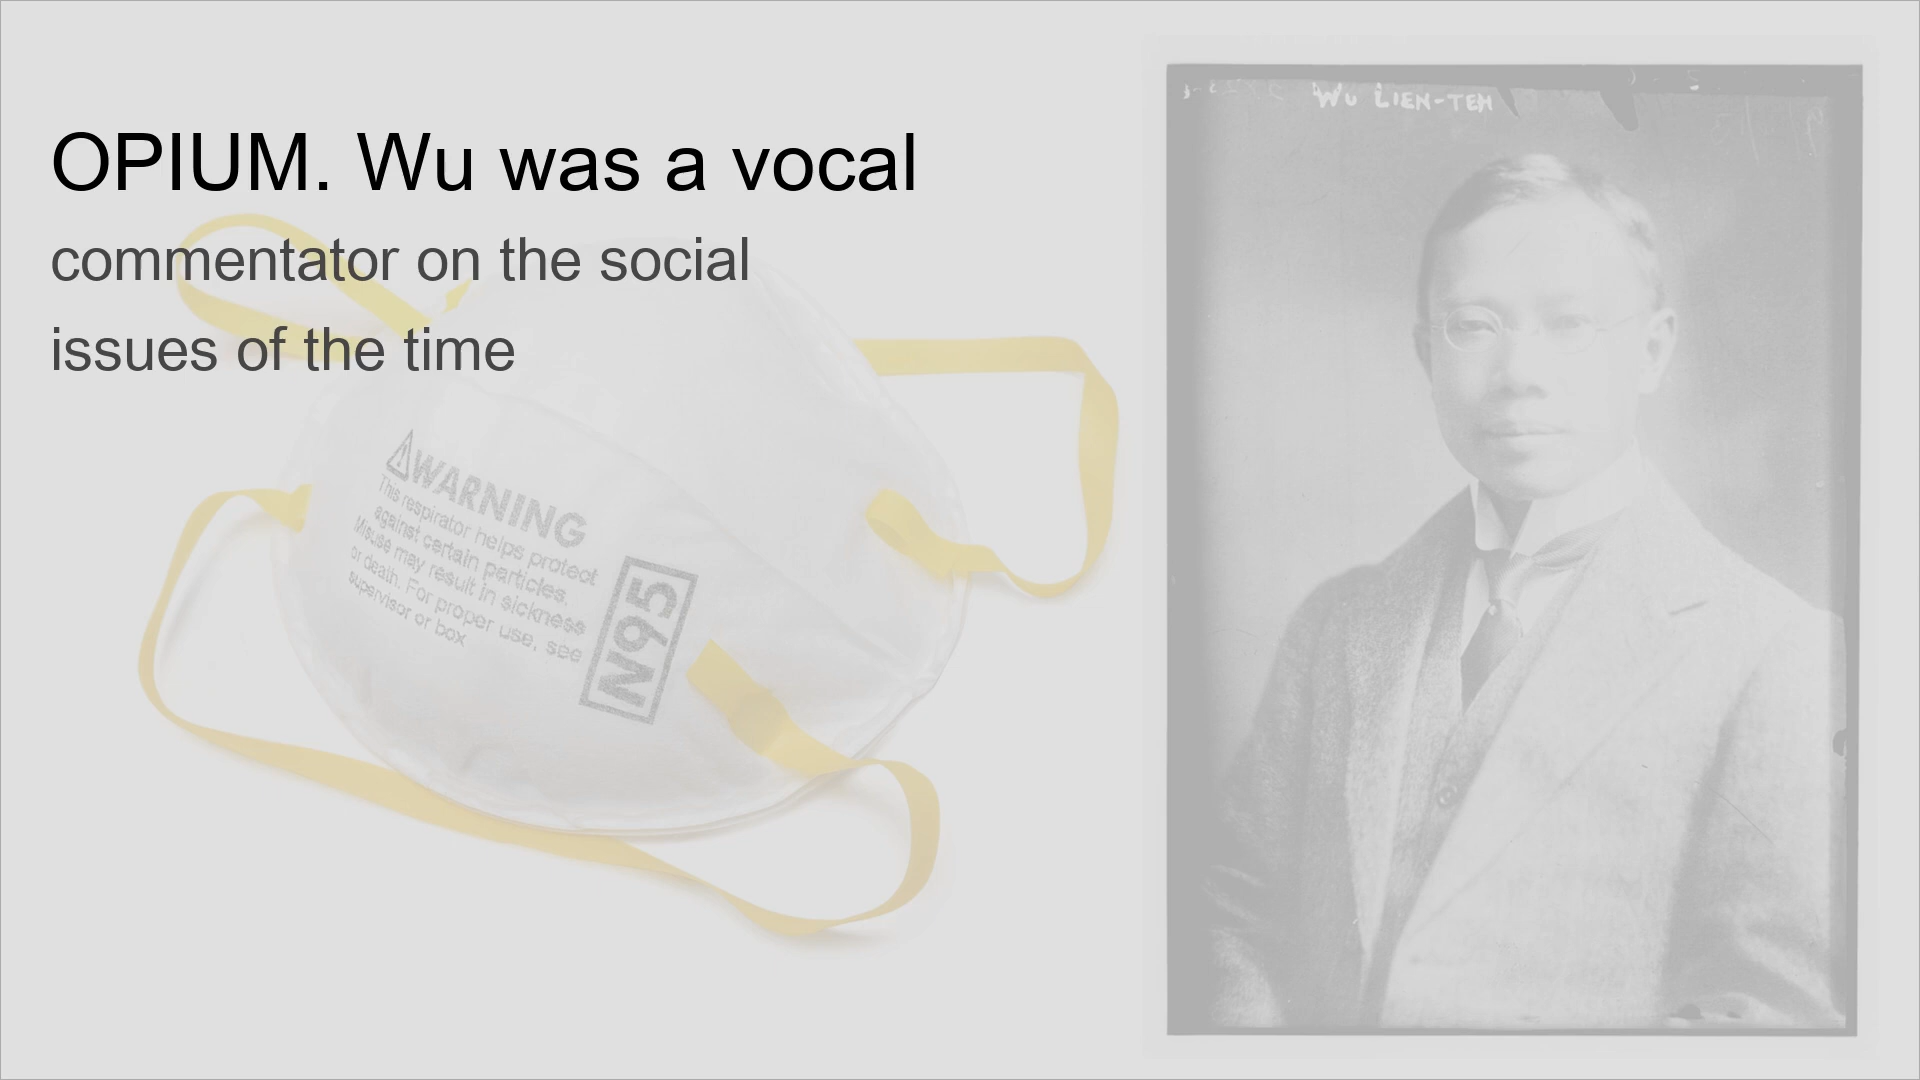 OPIUM. Wu was a vocal
commentator on the social
issues of the time
WARNING
This respirator helps protect
against certain particles.
Misuse may result in sickness
or death. For proper use, see
supervisor or box
N95
WU LIEN-TEH